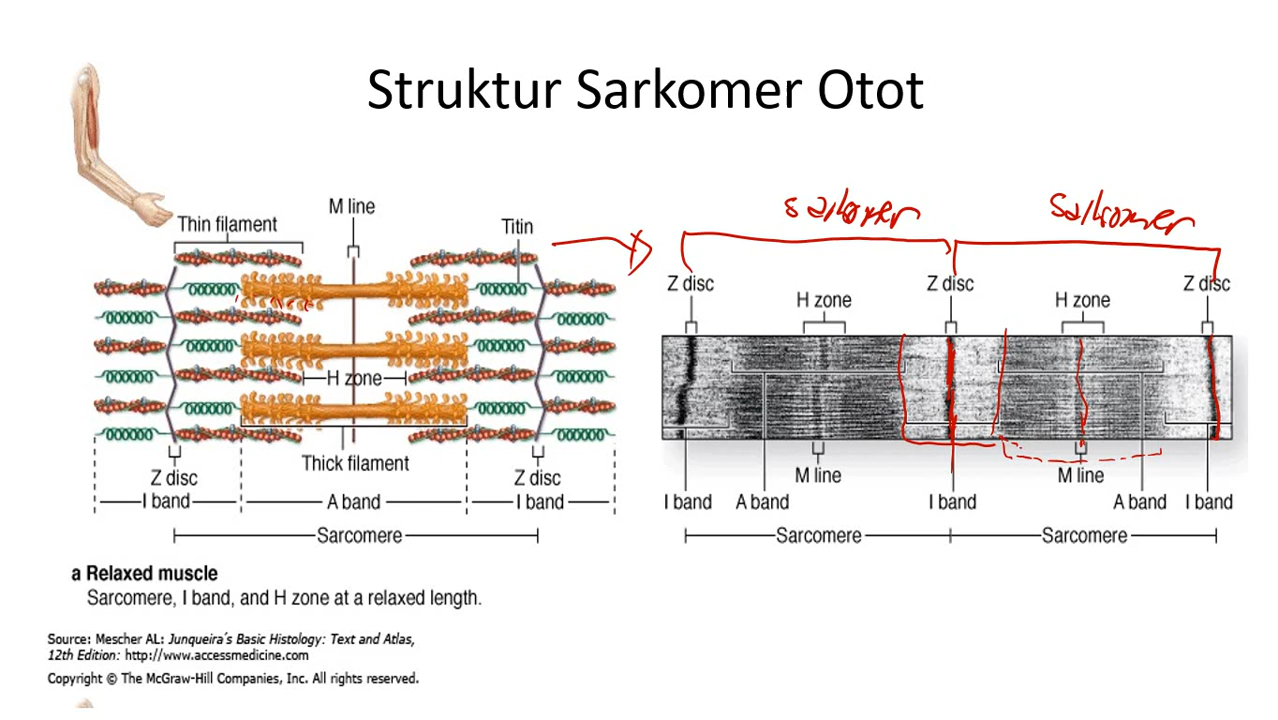 Struktur Sarkomer Otot
Thin filament
M line
Titin
H zone
Thick filament
Z disc
Z disc
I band
A band
I band
Sarcomere
sarkomer
sarkomer
Z disc
Z disc
Z disc
H zone
H zone
M line
M line
I band
A band
I band
A band
I band
Sarcomere
Sarcomere
a Relaxed muscle
Sarcomere, I band, and H zone at a relaxed length.
Source: Mescher AL: Junqueira's Basic Histology: Text and Atlas,
12th Edition: http://www.accessmedicine.com
Copyright © The McGraw-Hill Companies, Inc. All rights reserved.